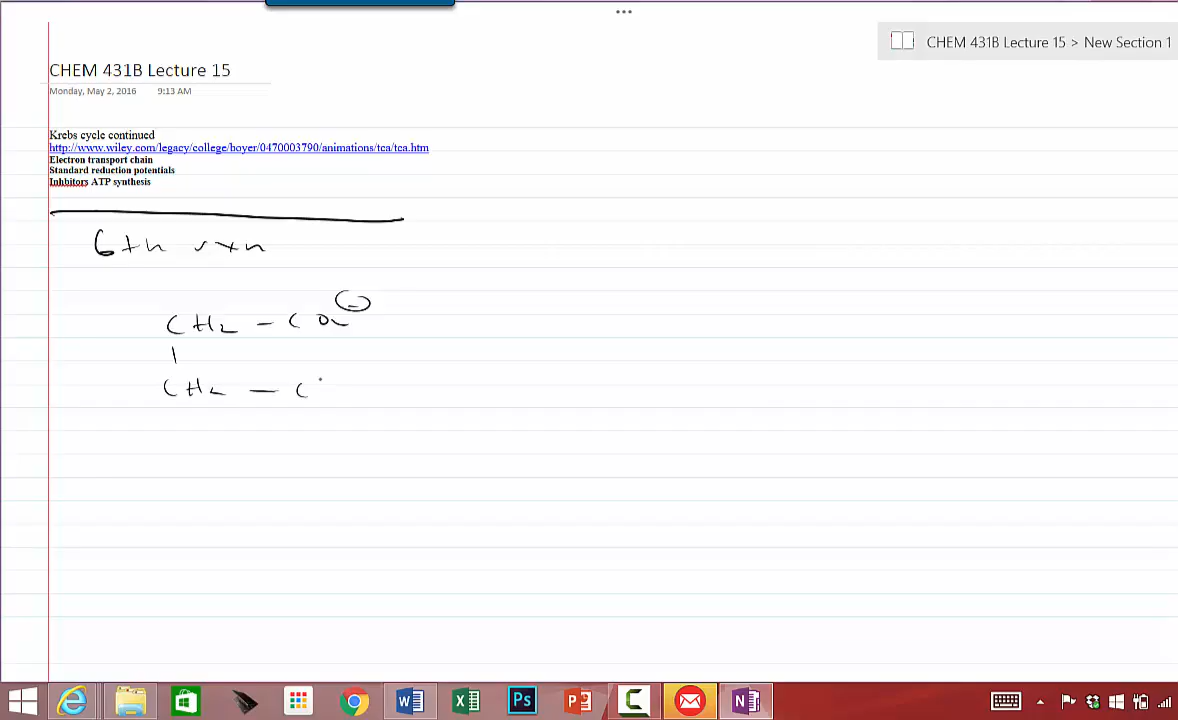 CHEM 431B Lecture 15 > New Section 1
CHEM 431B Lecture 15
Monday, May 2, 2016 9:13 AM
Krebs cycle continued
http://www.wiley.com/legacy/college/boyer/0470003790/animations/tca/tca.htm
Electron transport chain
Standard reduction potentials
Inhbitors ATP synthesis
6th rxn
CH2 - CO2 -
|
CH2 - C